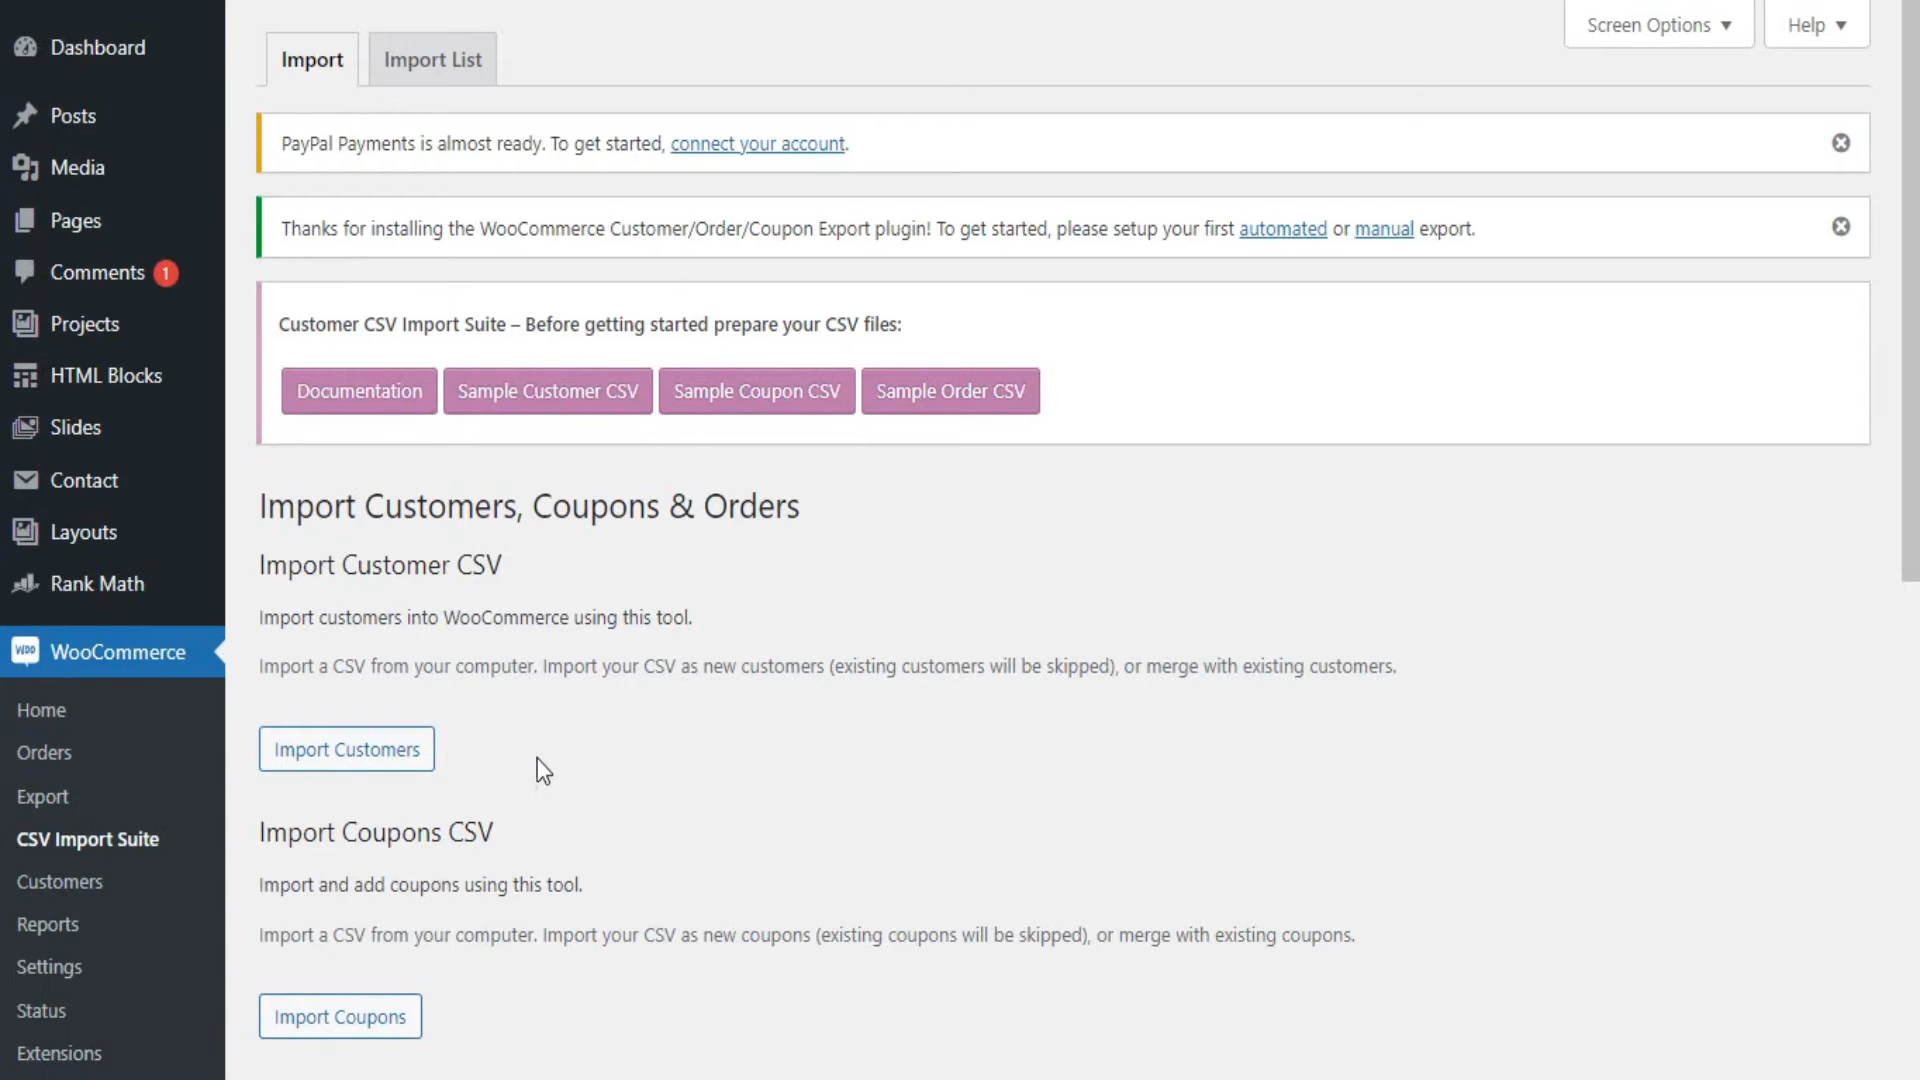 Dashboard
Posts
Media
Pages
Comments 1
Projects
HTML Blocks
Slides
Contact
Layouts
Rank Math
WOO WooCommerce
Home
Orders
Export
CSV Import Suite
Customers
Reports
Settings
Status
Extensions
Screen Options ▼
Help ▼
Import
Import List
PayPal Payments is almost ready. To get started, connect your account.
Thanks for installing the WooCommerce Customer/Order/Coupon Export plugin! To get started, please setup your first automated or manual export.
Customer CSV Import Suite – Before getting started prepare your CSV files:
Documentation Sample Customer CSV Sample Coupon CSV Sample Order CSV
Import Customers, Coupons & Orders
Import Customer CSV
Import customers into WooCommerce using this tool.
Import a CSV from your computer. Import your CSV as new customers (existing customers will be skipped), or merge with existing customers.
Import Customers
Import Coupons CSV
Import and add coupons using this tool.
Import a CSV from your computer. Import your CSV as new coupons (existing coupons will be skipped), or merge with existing coupons.
Import Coupons